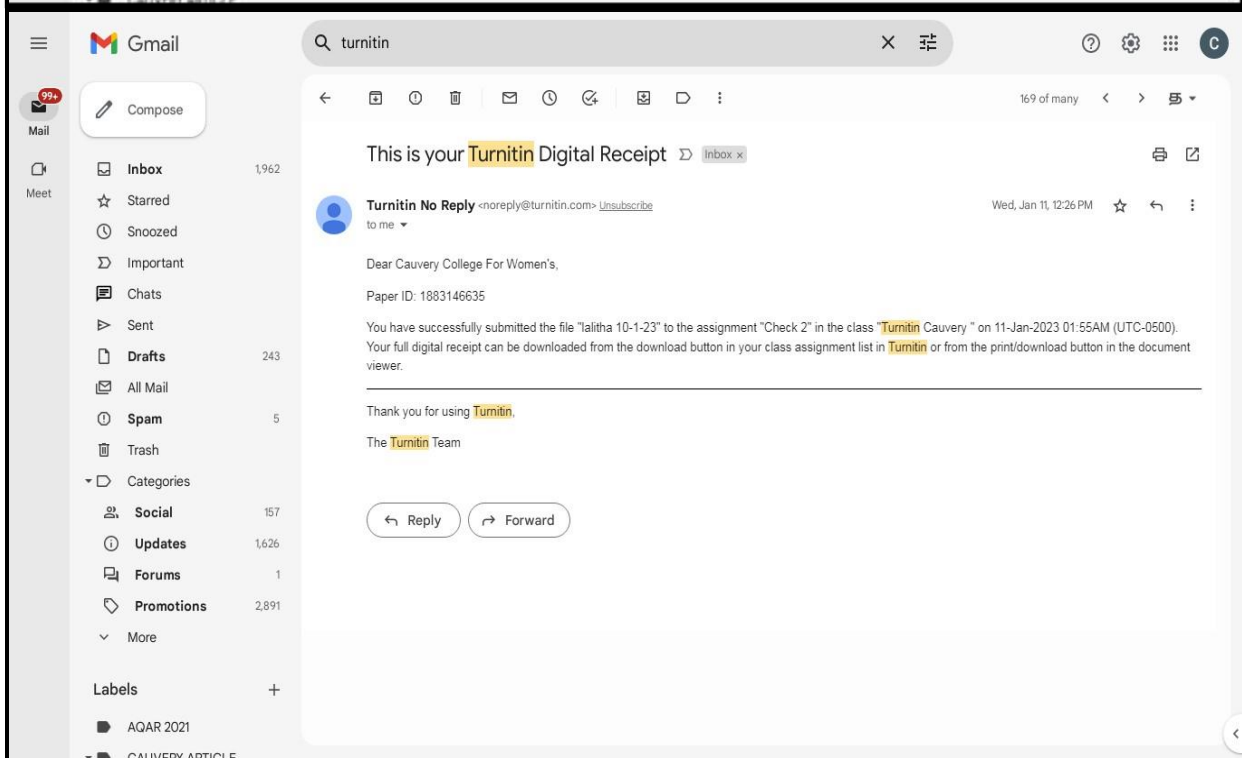 Gmail
turnitin
C
99+
Mail
Meet
Compose
Inbox 1,962
Starred
Snoozed
Important
Chats
Sent
Drafts 243
All Mail
Spam 5
Trash
Categories
Social 157
Updates 1,626
Forums 1
Promotions 2,891
More
Labels +
AQAR 2021
CAUVERY ARTICLE
169 of many
This is your Turnitin Digital Receipt Inbox x
Turnitin No Reply <noreply@turnitin.com> Unsubscribe Wed, Jan 11, 12:26 PM
to me
Dear Cauvery College For Women's,
Paper ID: 1883146635
You have successfully submitted the file "lalitha 10-1-23" to the assignment "Check 2" in the class "Turnitin Cauvery " on 11-Jan-2023 01:55AM (UTC-0500).
Your full digital receipt can be downloaded from the download button in your class assignment list in Turnitin or from the print/download button in the document
viewer.
Thank you for using Turnitin,
The Turnitin Team
Reply Forward